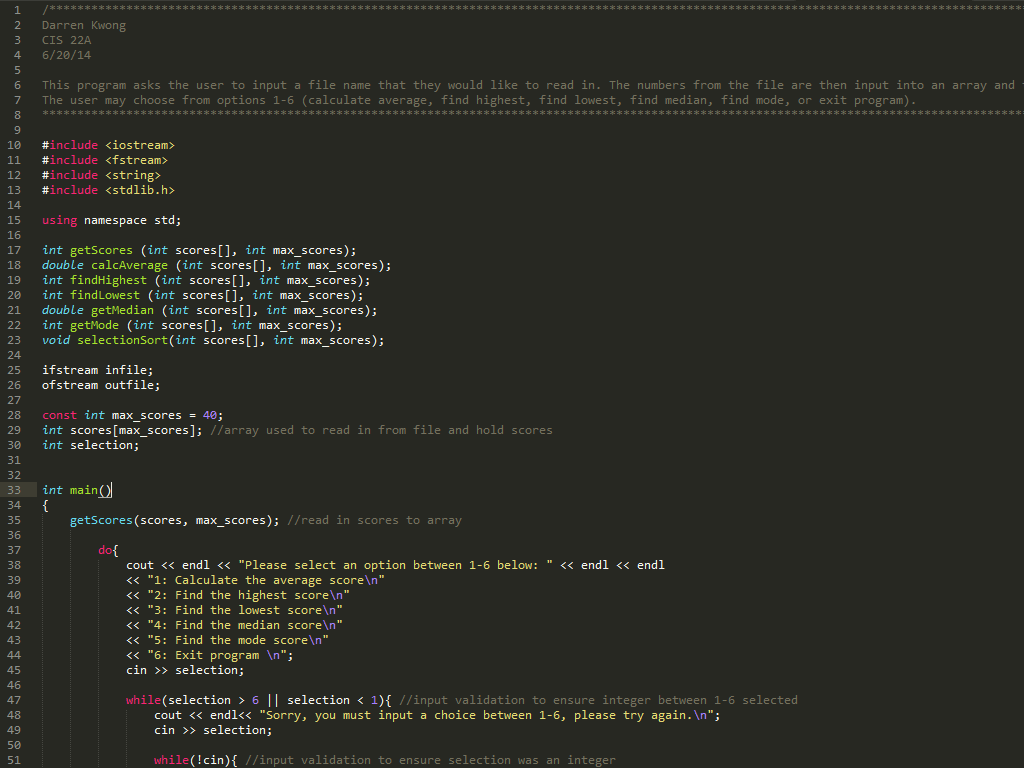 1 /******************************************************************************************************************************************
2 Darren Kwong
3 CIS 22A
4 6/20/14
5
6 This program asks the user to input a file name that they would like to read in. The numbers from the file are then input into an array and
7 The user may choose from options 1-6 (calculate average, find highest, find lowest, find median, find mode, or exit program).
8 *******************************************************************************************************************************************
9
10 #include <iostream>
11 #include <fstream>
12 #include <string>
13 #include <stdlib.h>
14
15 using namespace std;
16
17 int getScores (int scores[], int max_scores);
18 double calcAverage (int scores[], int max_scores);
19 int findHighest (int scores[], int max_scores);
20 int findLowest (int scores[], int max_scores);
21 double getMedian (int scores[], int max_scores);
22 int getMode (int scores[], int max_scores);
23 void selectionSort(int scores[], int max_scores);
24
25 ifstream infile;
26 ofstream outfile;
27
28 const int max_scores = 40;
29 int scores[max_scores]; //array used to read in from file and hold scores
30 int selection;
31
32
33 int main()
34 {
35 getScores(scores, max_scores); //read in scores to array
36
37 do{
38 cout << endl << "Please select an option between 1-6 below: " << endl << endl
39 << "1: Calculate the average score\n"
40 << "2: Find the highest score\n"
41 << "3: Find the lowest score\n"
42 << "4: Find the median score\n"
43 << "5: Find the mode score\n"
44 << "6: Exit program \n";
45 cin >> selection;
46
47 while(selection > 6 || selection < 1){ //input validation to ensure integer between 1-6 selected
48 cout << endl<< "Sorry, you must input a choice between 1-6, please try again.\n";
49 cin >> selection;
50
51 while(!cin){ //input validation to ensure selection was an integer